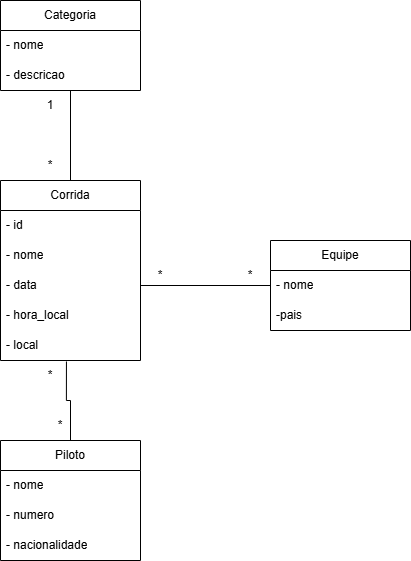 Categoria
- nome
- descricao
1
*
Corrida
- id
- nome
- data
- hora_local
- local
* *
Equipe
- nome
-pais
*
*
Piloto
- nome
- numero
- nacionalidade